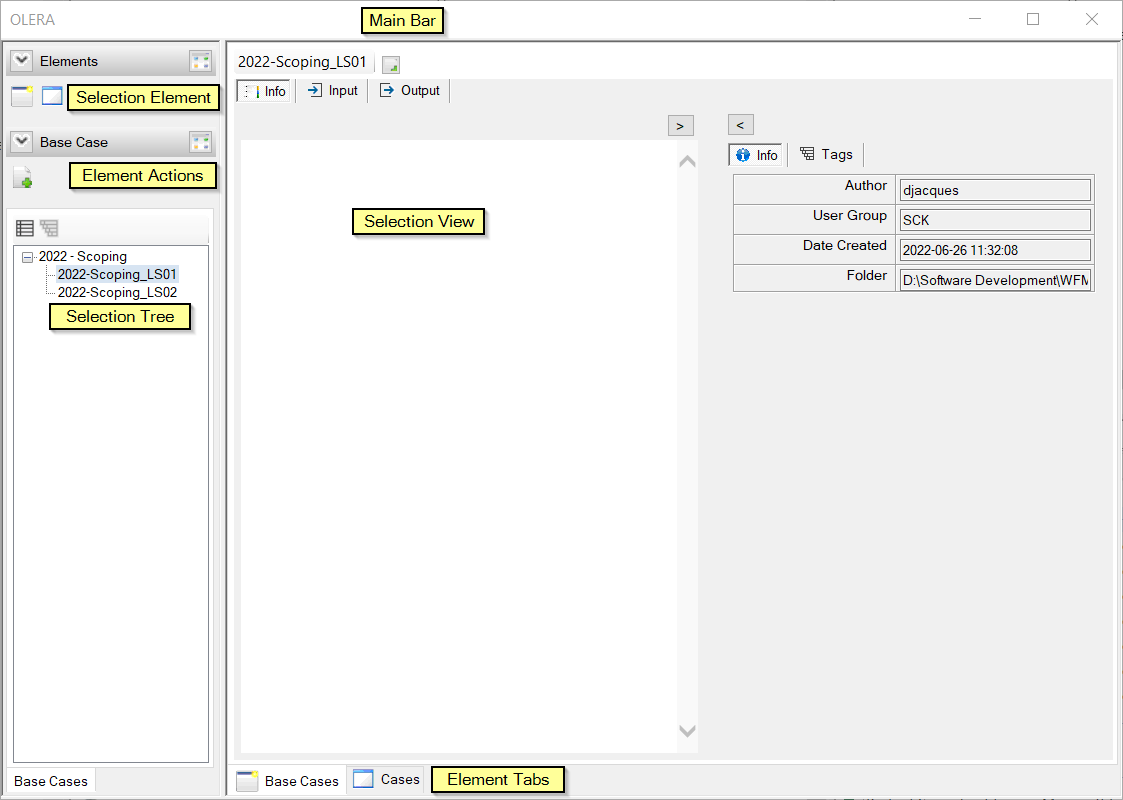 OLERA
Main Bar
Elements
Selection Element
Base Case
Element Actions
2022 - Scoping
2022-Scoping_LS01
2022-Scoping_LS02
Selection Tree
Base Cases
2022-Scoping_LS01
Info
Input
Output
>
Selection View
<
Info
Tags
Author djacques
User Group SCK
Date Created 2022-06-26 11:32:08
Folder D:\Software Development\WFM
Base Cases
Cases
Element Tabs